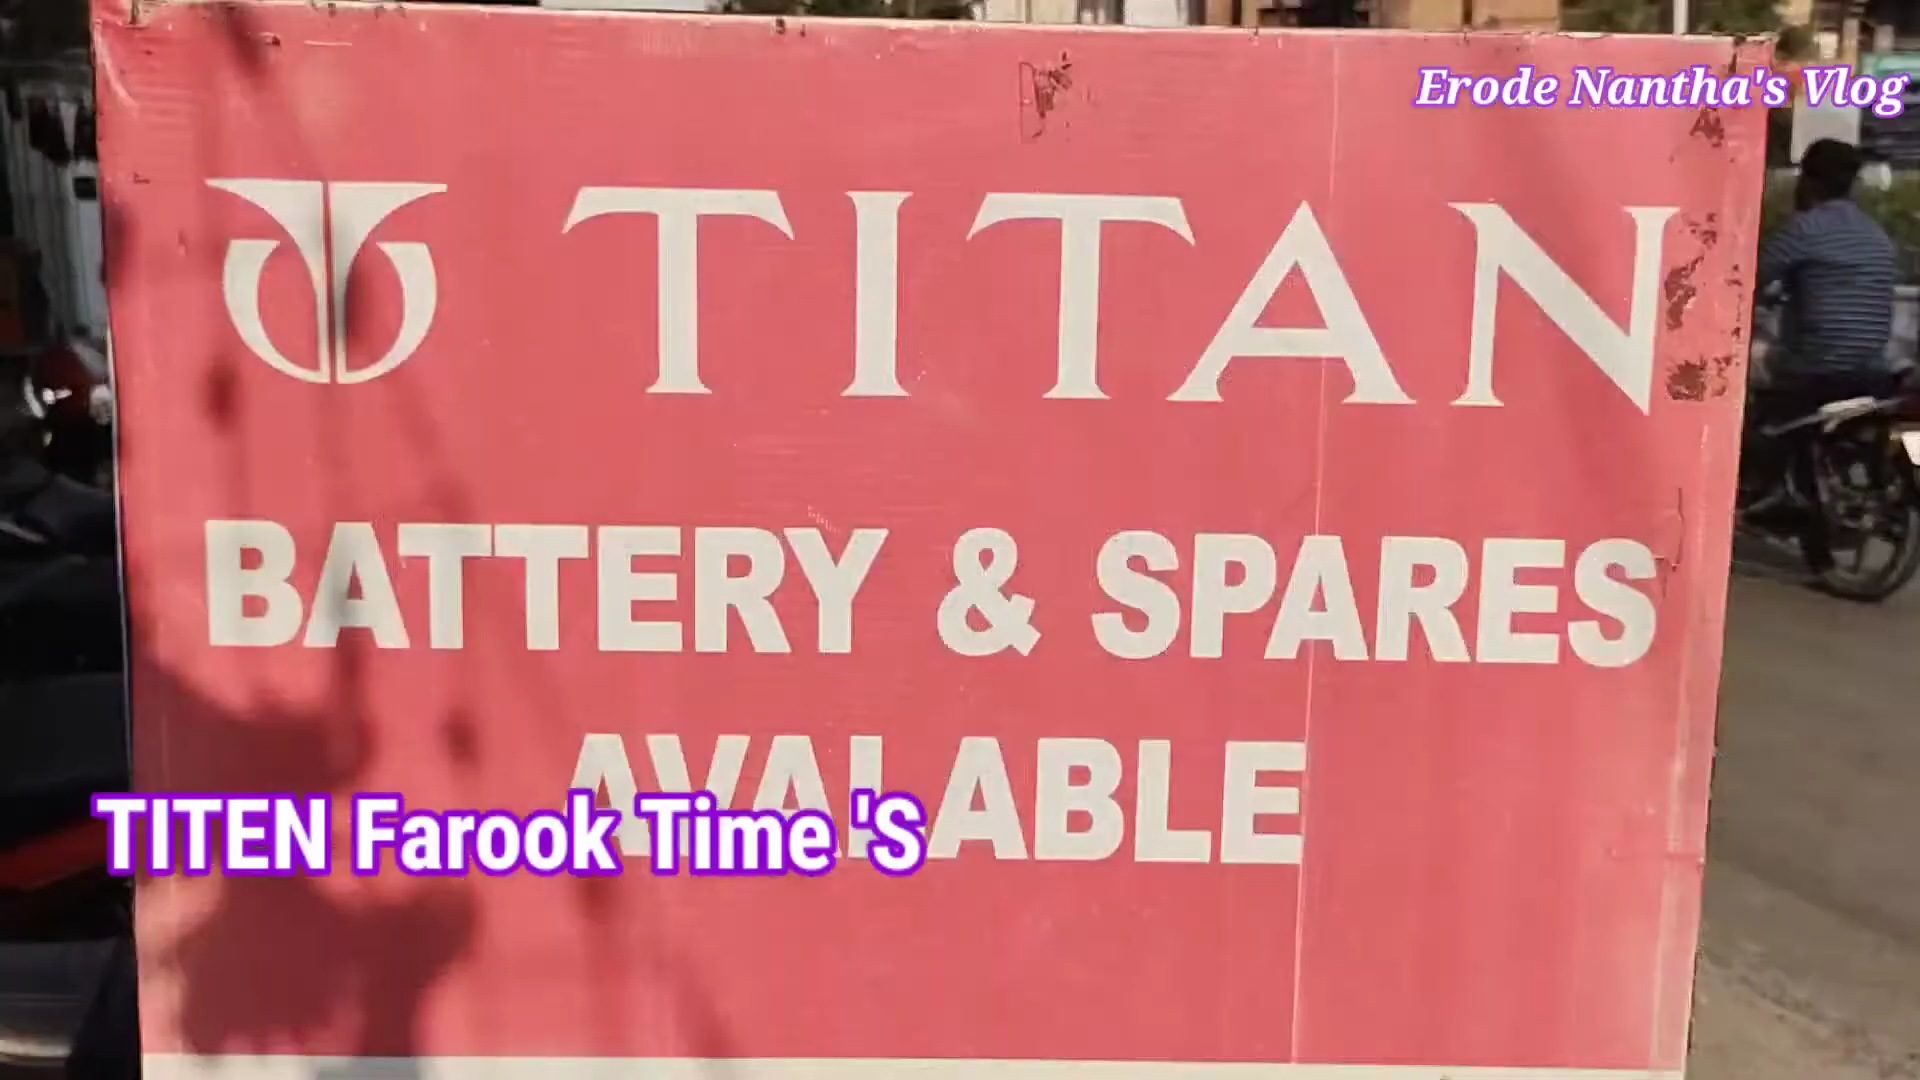 Erode Nantha's Vlog
TITAN
BATTERY & SPARES
AVALABLE
TITEN Farook Time 'S